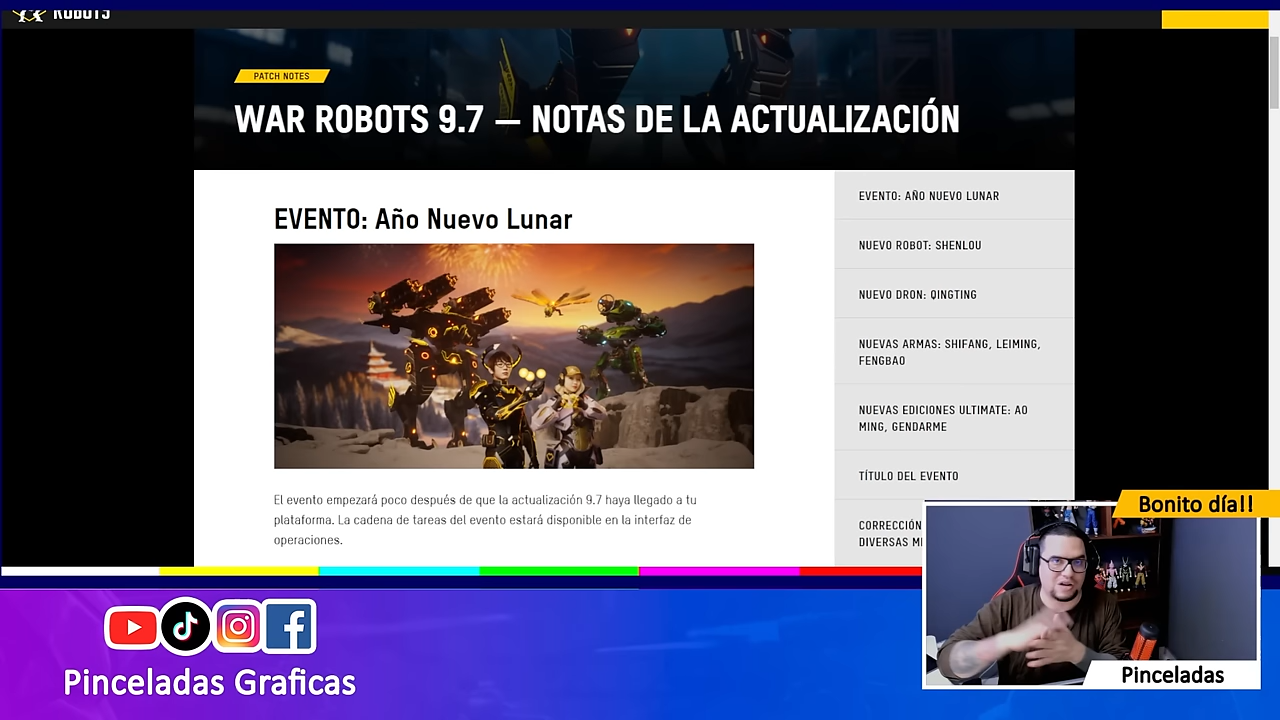 ROBOTS
PATCH NOTES
WAR ROBOTS 9.7 — NOTAS DE LA ACTUALIZACIÓN
EVENTO: Año Nuevo Lunar
El evento empezará poco después de que la actualización 9.7 haya llegado a tu
plataforma. La cadena de tareas del evento estará disponible en la interfaz de
operaciones.
EVENTO: AÑO NUEVO LUNAR
NUEVO ROBOT: SHENLOU
NUEVO DRON: QINGTING
NUEVAS ARMAS: SHIFANG, LEIMING,
FENGBAO
NUEVAS EDICIONES ULTIMATE: AO
MING, GENDARME
TÍTULO DEL EVENTO
CORRECCIÓN
DIVERSAS
Bonito día!!
Pinceladas
Pinceladas Graficas